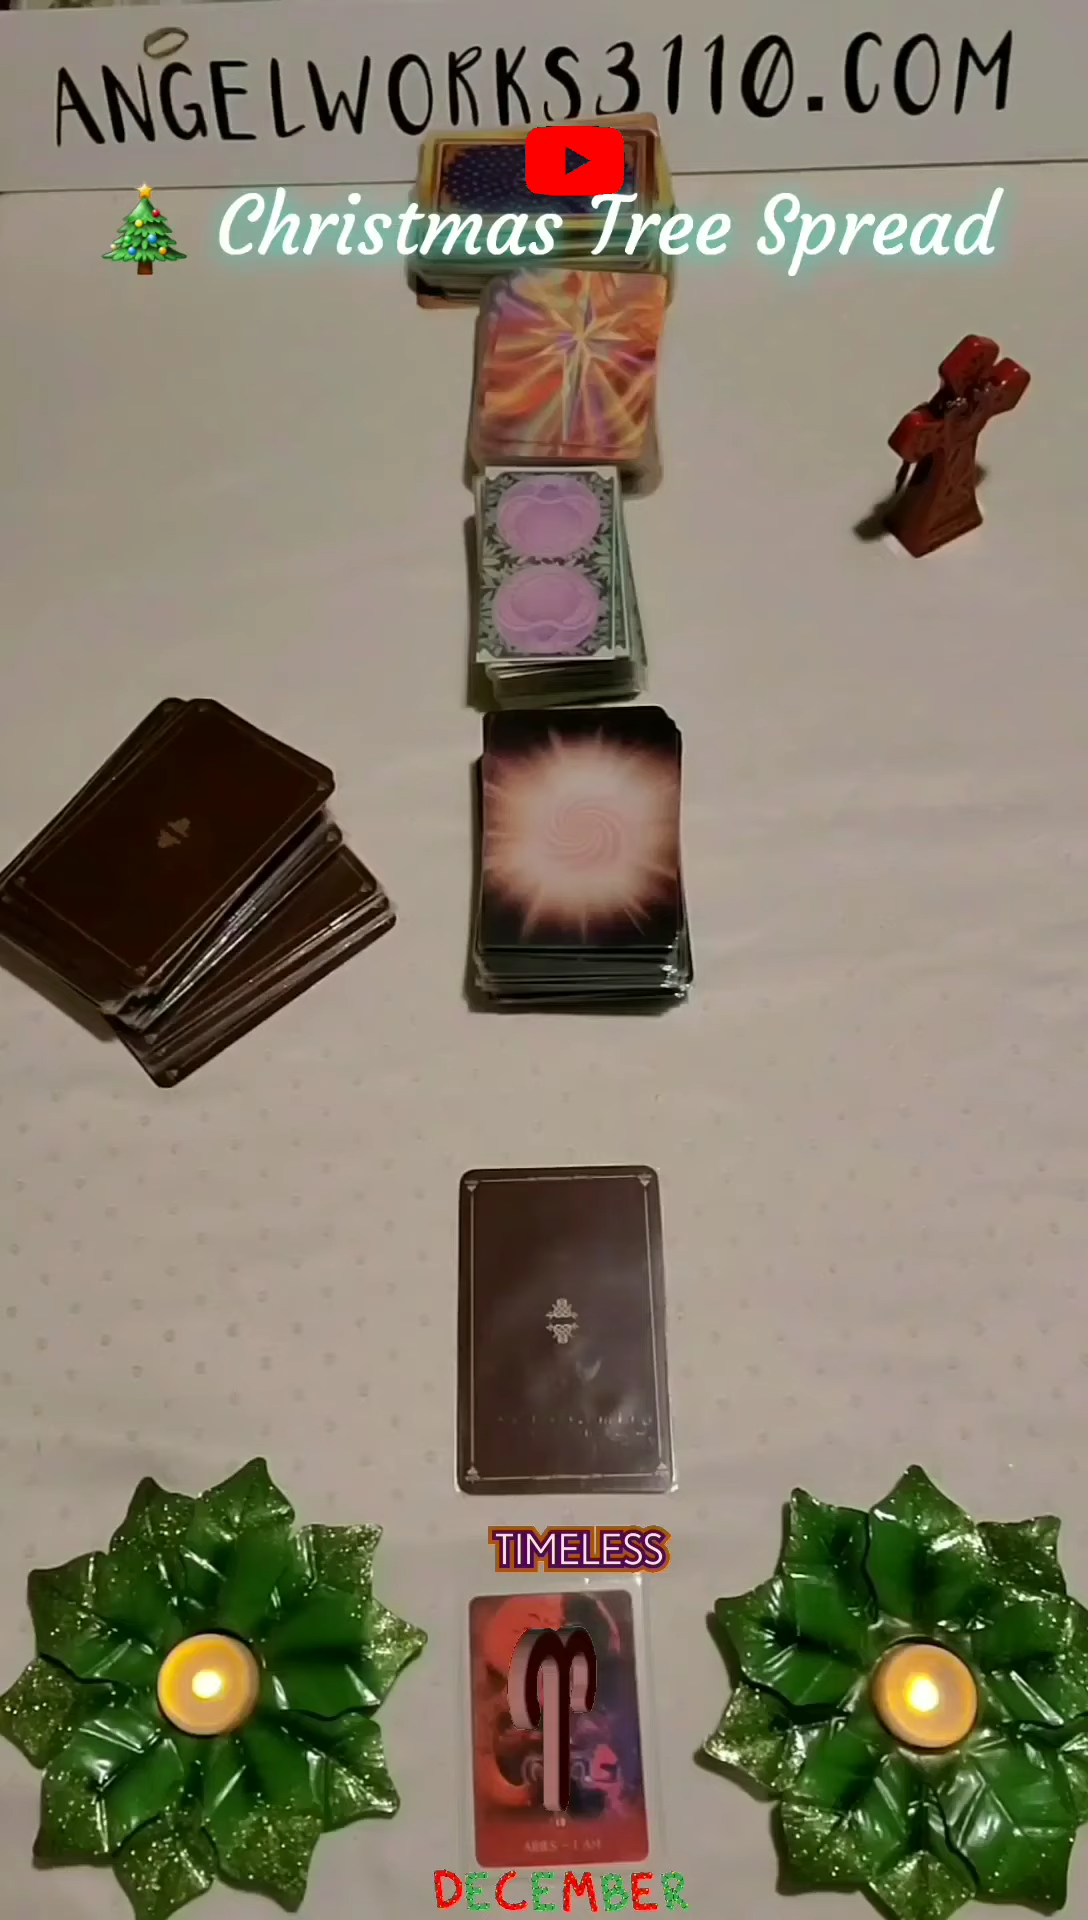 ANGELWORKS3110.COM
🎄 Christmas Tree Spread
TIMELESS
ARIES - I AM
DECEMBER